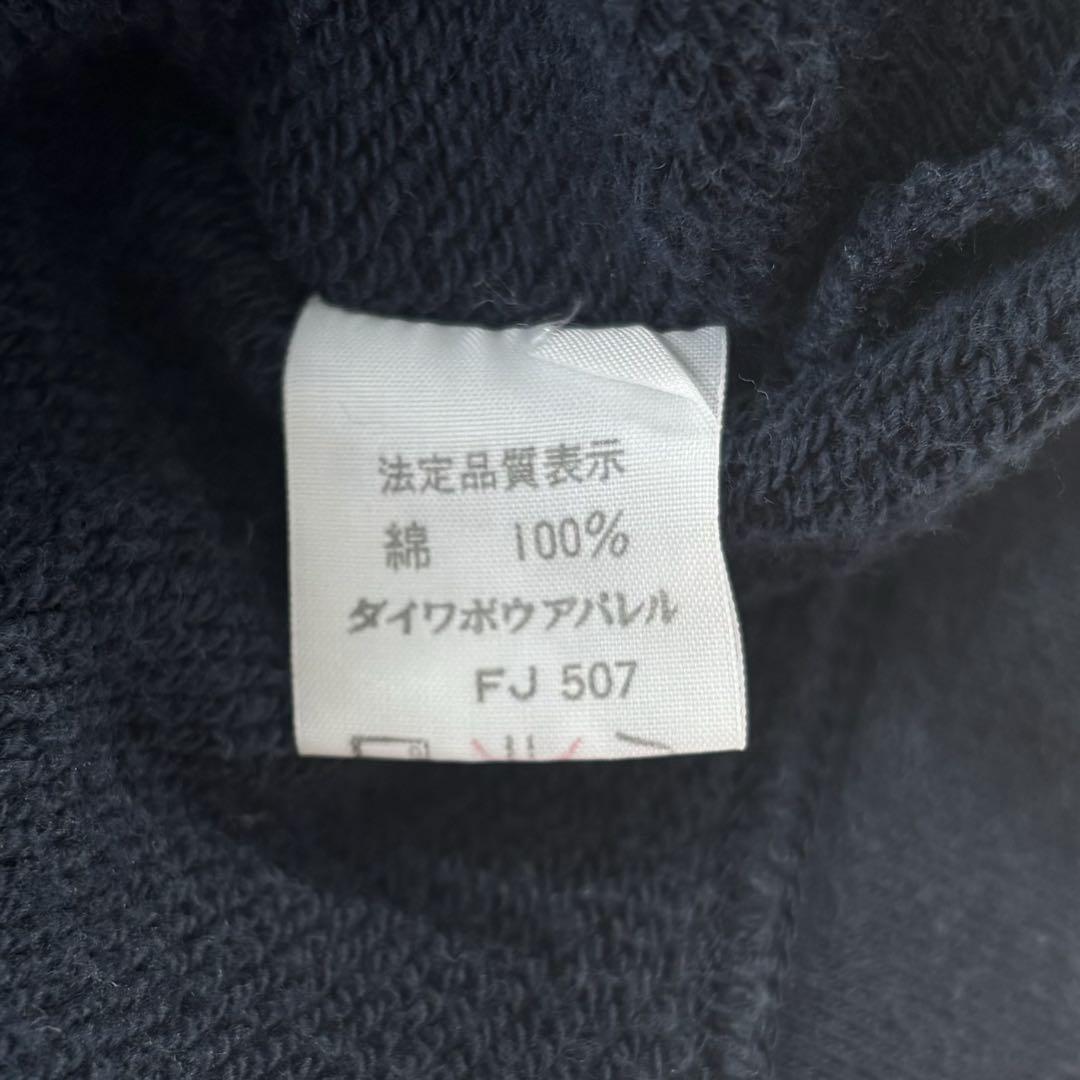 法定品質表示
綿 100%
ダイワボウアパレル
FJ 507